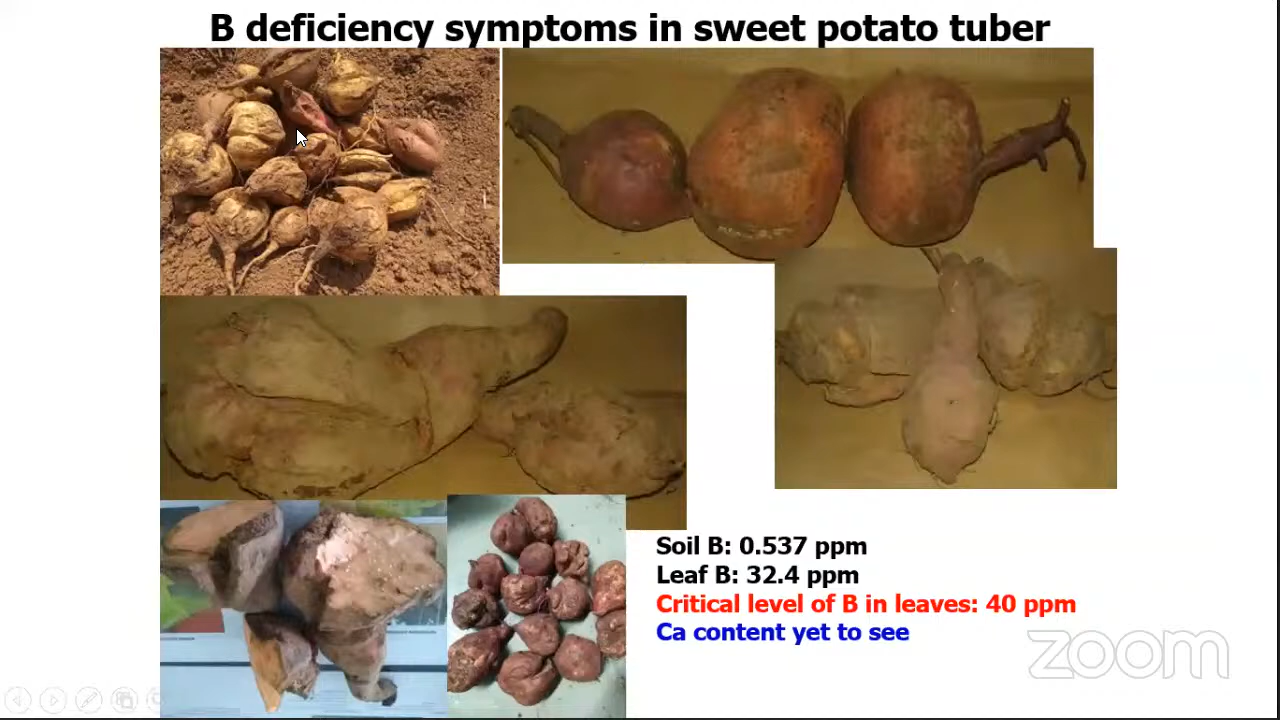 B deficiency symptoms in sweet potato tuber
Soil B: 0.537 ppm
Leaf B: 32.4 ppm
Critical level of B in leaves: 40 ppm
Ca content yet to see
zoom